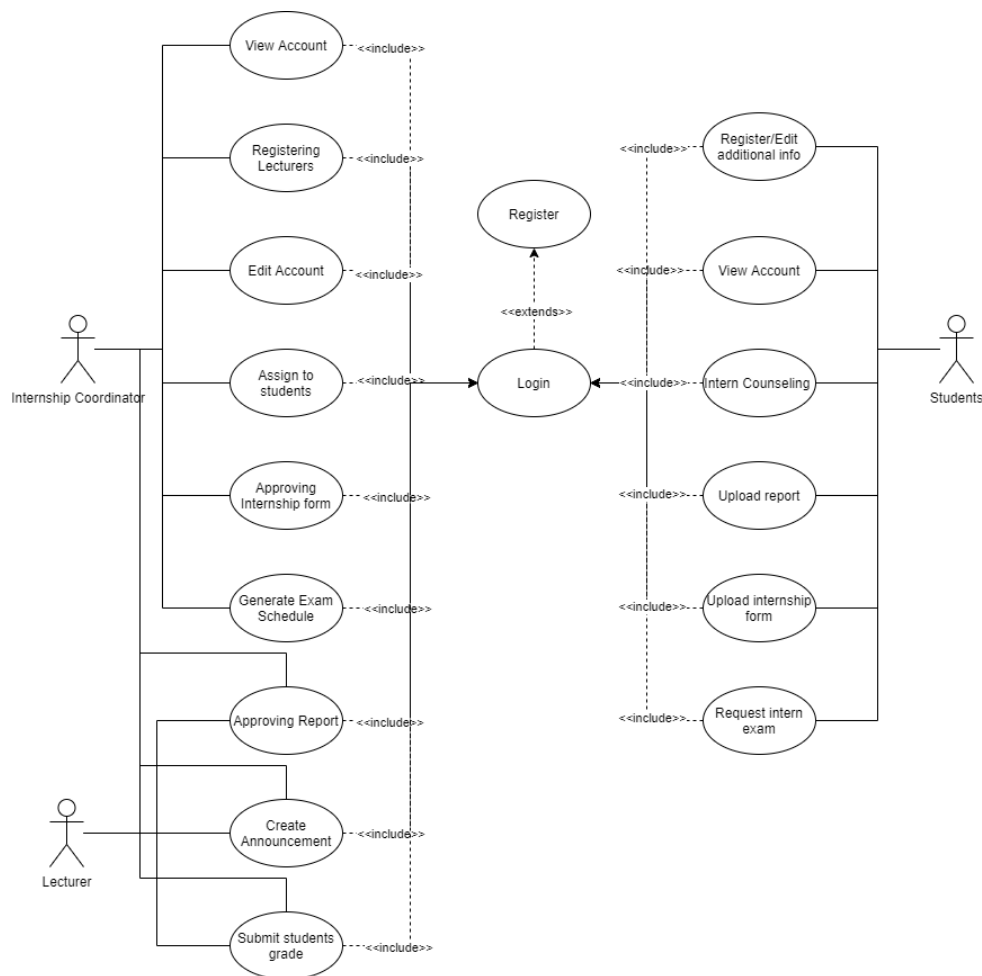 View Account
<<include>>
Registering
Lecturers
<<include>>
Edit Account
<<include>>
Internship Coordinator
Assign to
students
<<include>>
Approving
Internship form
<<include>>
Generate Exam
Schedule
<<include>>
Approving Report
<<include>>
Lecturer
Create
Announcement
<<include>>
Submit students
grade
<<include>>
Register
<<extends>>
Login
<<include>>
Register/Edit
additional info
<<include>>
View Account
<<include>>
Intern Counseling
Students
<<include>>
Upload report
<<include>>
Upload internship
form
<<include>>
Request intern
exam